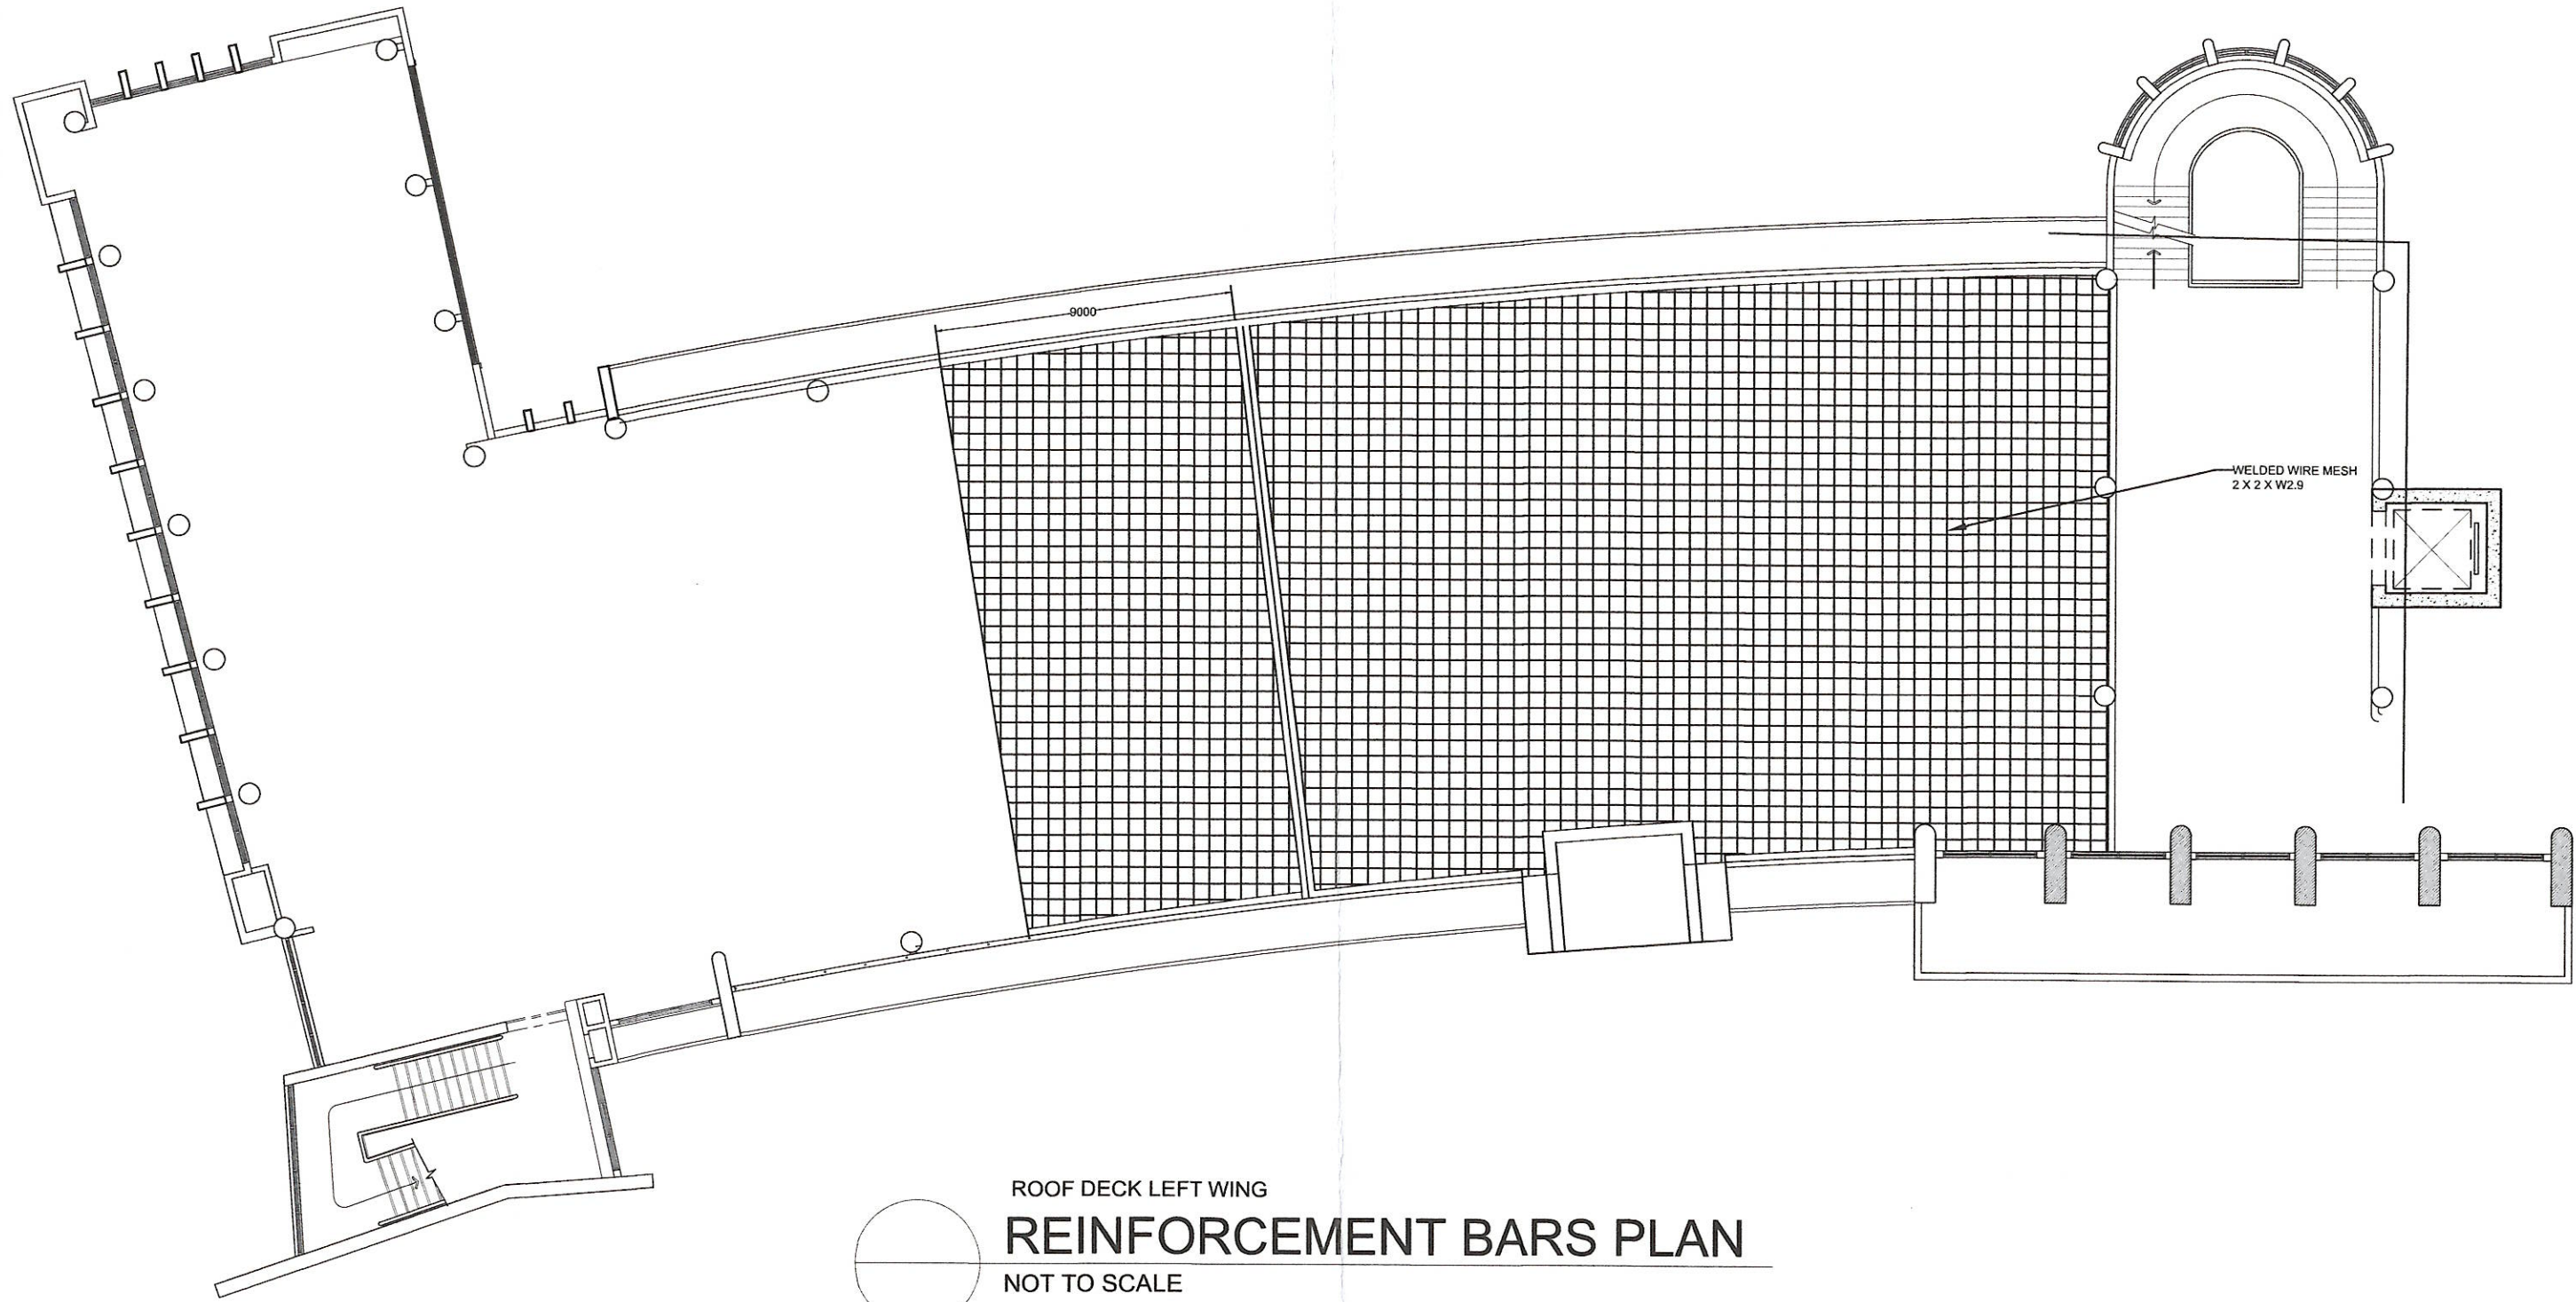 9000
WELDED WIRE MESH
2 X 2 X W2.9
ROOF DECK LEFT WING
REINFORCEMENT BARS PLAN
NOT TO SCALE